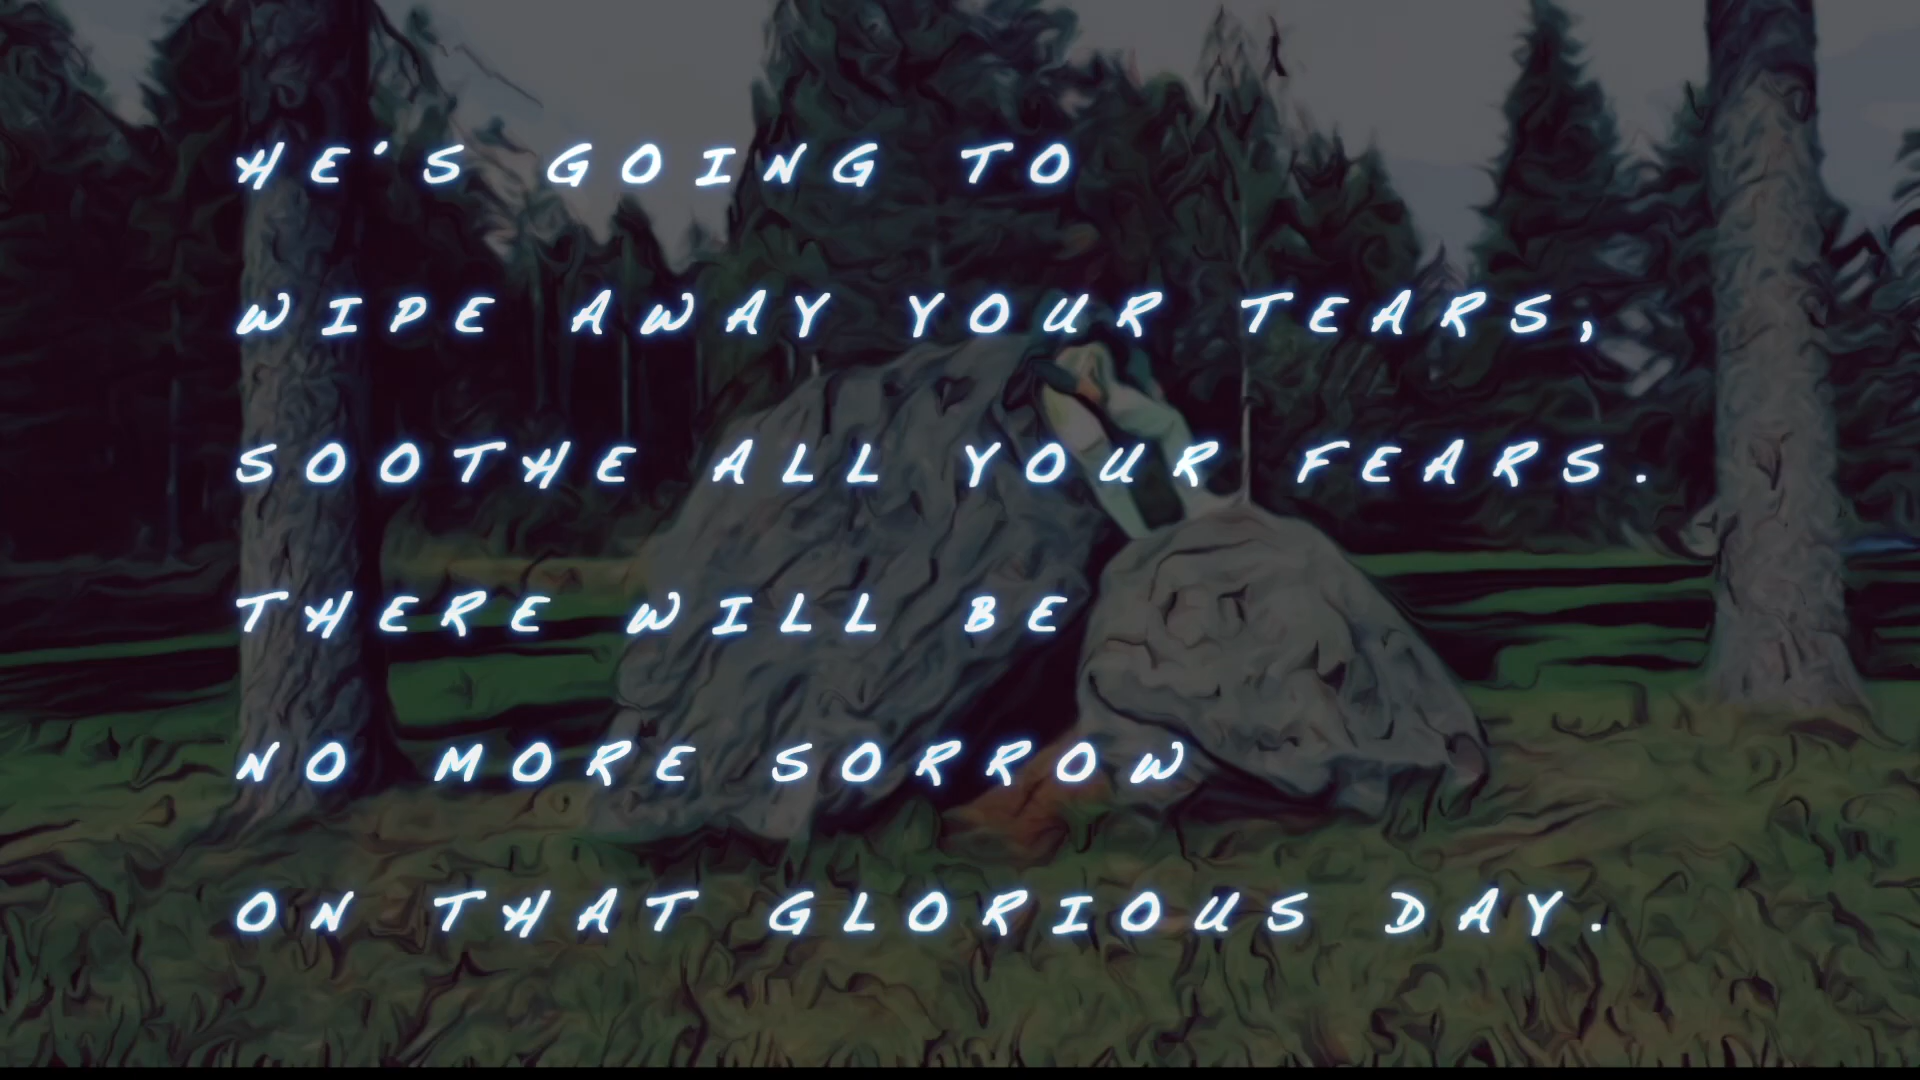 HE'S GOING TO
WIPE AWAY YOUR TEARS,
SOOTHE ALL YOUR FEARS.
THERE WILL BE
NO MORE SORROW
ON THAT GLORIOUS DAY.